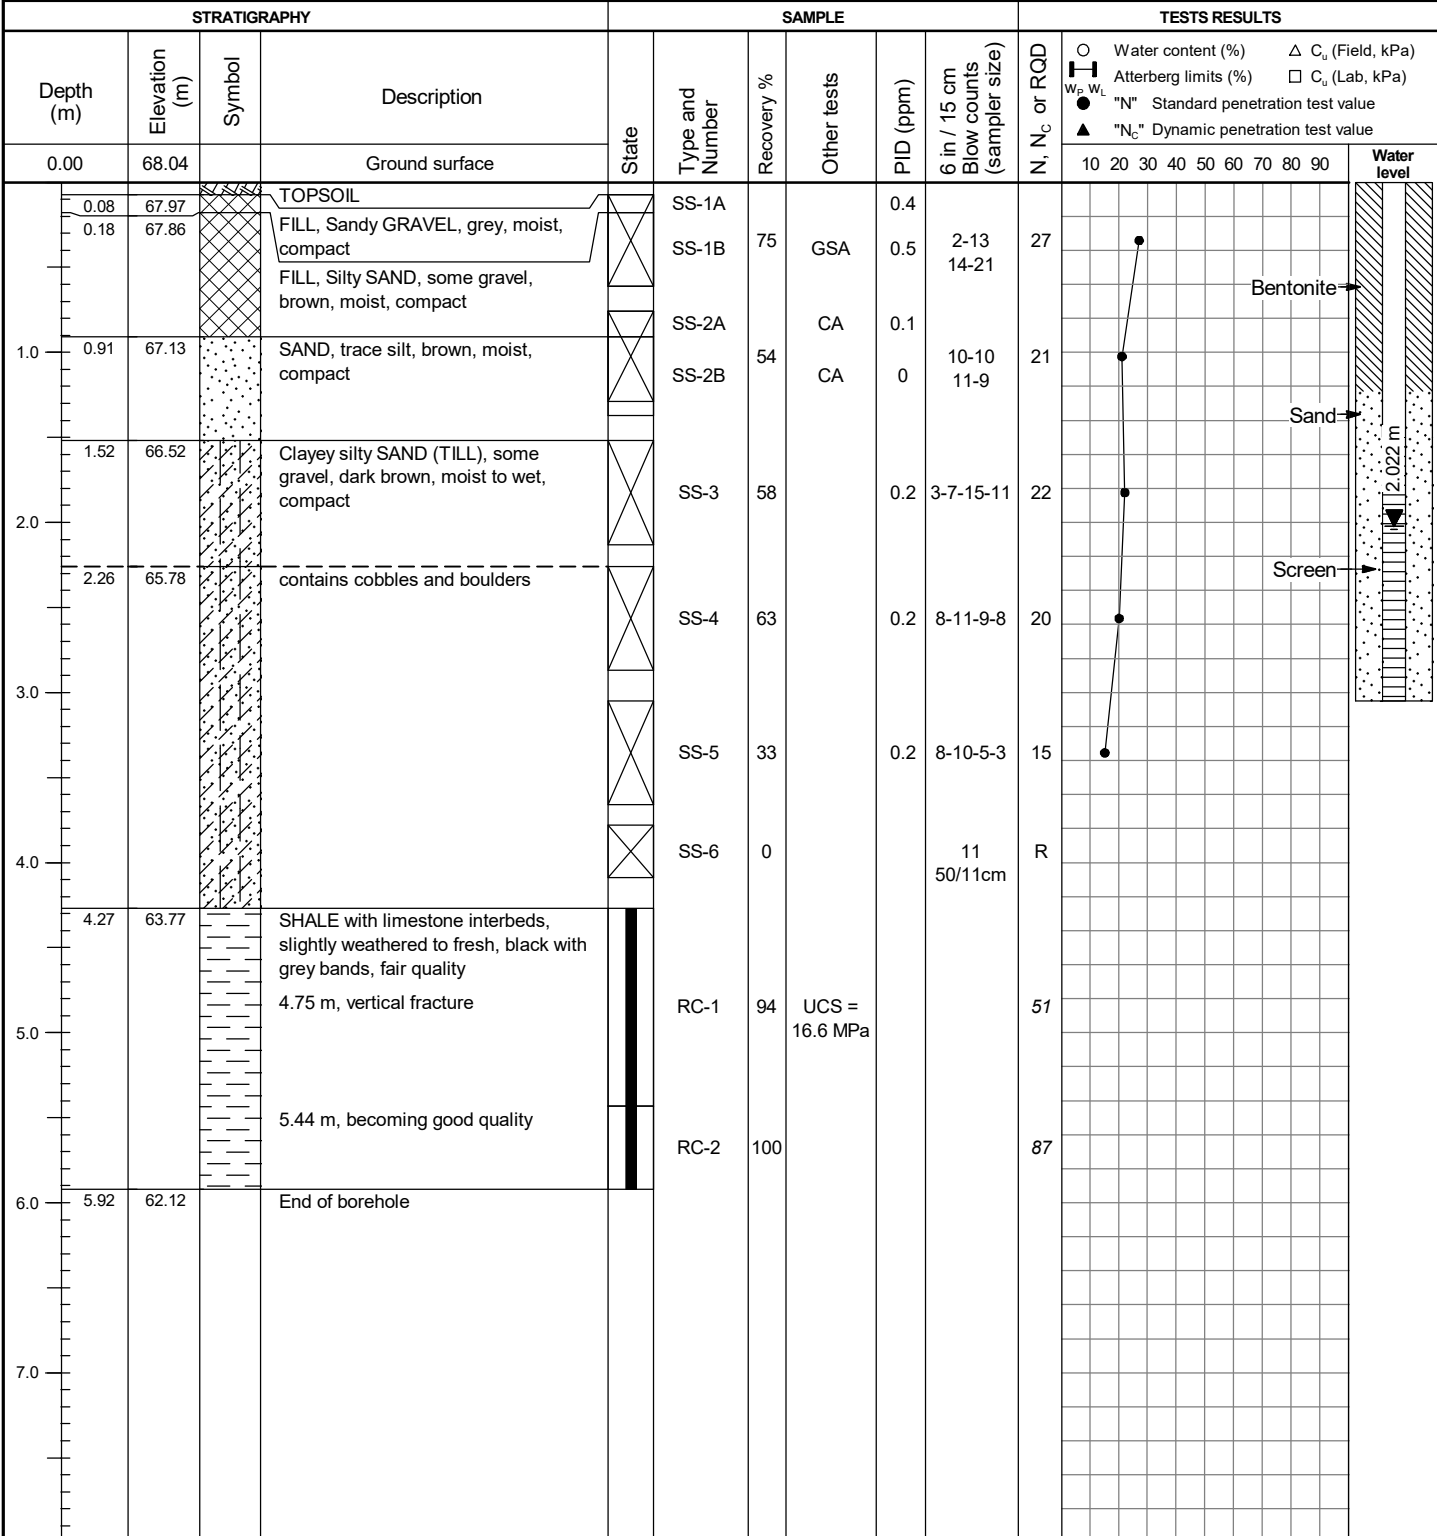 STRATIGRAPHY
SAMPLE
TESTS RESULTS
Depth
(m)
Elevation
(m)
Symbol
Description
State
Type and
Number
Recovery %
Other tests
PID (ppm)
6 in / 15 cm
Blow counts
(sampler size)
N, NC or RQD
Water content (%)
Cu (Field, kPa)
Atterberg limits (%)
Cu (Lab, kPa)
WP WL
"N" Standard penetration test value
"NC" Dynamic penetration test value
0.00 68.04 Ground surface
10 20 30 40 50 60 70 80 90
Water
level
0.08 67.97 TOPSOIL
SS-1A 0.4
0.18 67.86 FILL, Sandy GRAVEL, grey, moist,
compact
75
SS-1B GSA 0.5
2-13
14-21
27
FILL, Silty SAND, some gravel,
brown, moist, compact
Bentonite
SS-2A CA 0.1
1.0
0.91 67.13 SAND, trace silt, brown, moist,
compact
54
10-10
11-9
21
SS-2B CA 0
Sand
1.52 66.52 Clayey silty SAND (TILL), some
gravel, dark brown, moist to wet,
compact
2.022 m
SS-3 58 0.2 3-7-15-11 22
2.0
2.26 65.78 contains cobbles and boulders
Screen
SS-4 63 0.2 8-11-9-8 20
3.0
SS-5 33 0.2 8-10-5-3 15
4.0
SS-6 0
11
50/11cm
R
4.27 63.77 SHALE with limestone interbeds,
slightly weathered to fresh, black with
grey bands, fair quality
4.75 m, vertical fracture
RC-1 94 UCS =
16.6 MPa
51
5.0
5.44 m, becoming good quality
RC-2 100 87
6.0 5.92 62.12 End of borehole
7.0